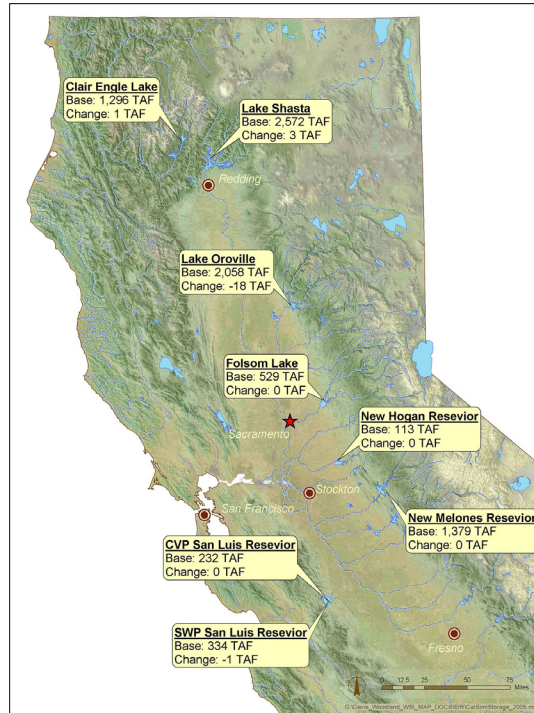 Clair Engle Lake
Base: 1,296 TAF
Change: 1 TAF
Lake Shasta
Base: 2,572 TAF
Change: 3 TAF
Redding
Lake Oroville
Base: 2,058 TAF
Change: -18 TAF
Folsom Lake
Base: 529 TAF
Change: 0 TAF
Sacramento
New Hogan Resevior
Base: 113 TAF
Change: 0 TAF
Stockton
San Francisco
New Melones Resevior
Base: 1,379 TAF
Change: 0 TAF
CVP San Luis Resevior
Base: 232 TAF
Change: 0 TAF
SWP San Luis Resevior
Base: 334 TAF
Change: -1 TAF
Fresno
0 12.5 25 50 75
Miles